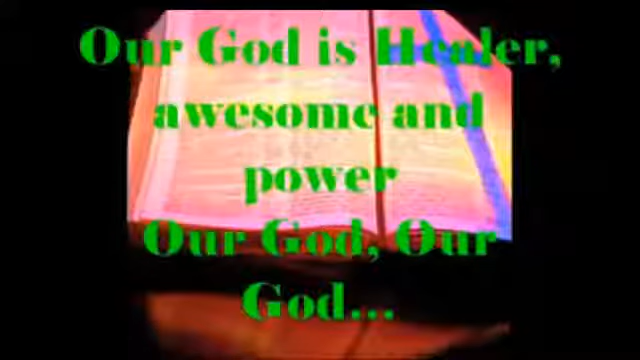 Our God is Healer,
awesome and
power
Our God, Our
God...